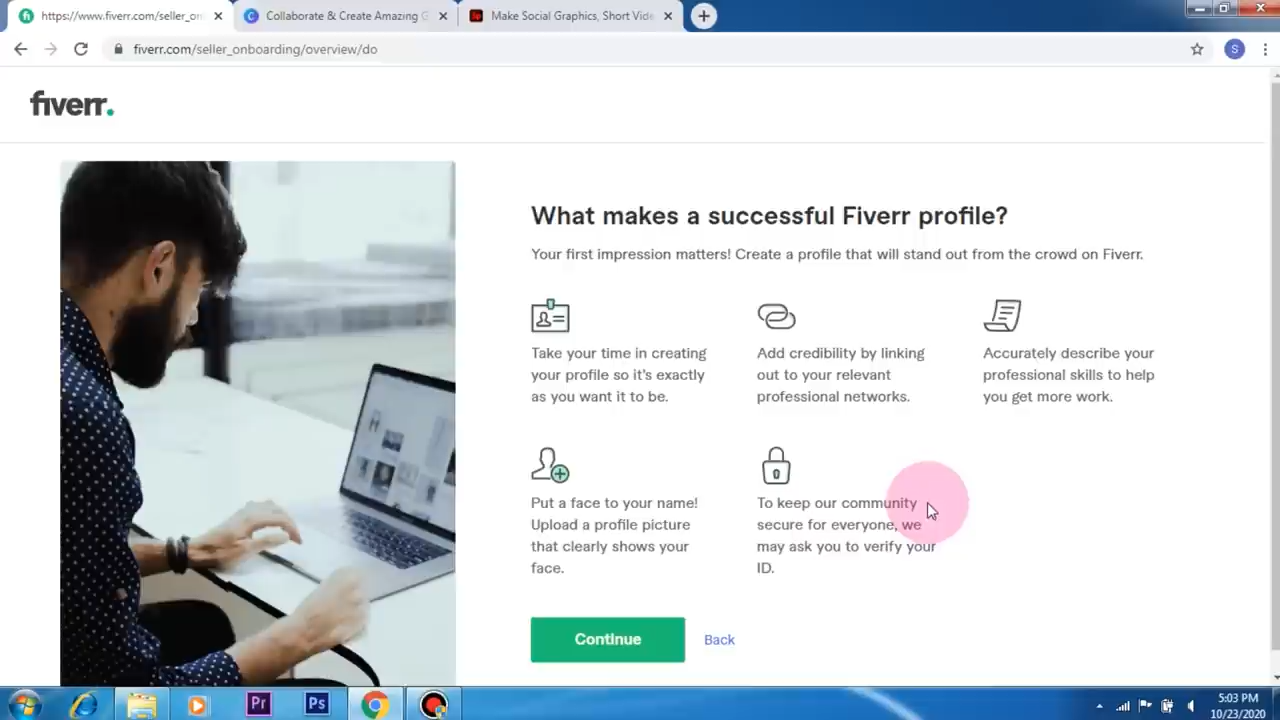 https://www.fiverr.com/seller_on
Collaborate & Create Amazing G
Make Social Graphics, Short Vide
fiverr.com/seller_onboarding/overview/do
S
fiverr.
What makes a successful Fiverr profile?
Your first impression matters! Create a profile that will stand out from the crowd on Fiverr.
Take your time in creating
your profile so it's exactly
as you want it to be.
Add credibility by linking
out to your relevant
professional networks.
Accurately describe your
professional skills to help
you get more work.
Put a face to your name!
Upload a profile picture
that clearly shows your
face.
To keep our community
secure for everyone, we
may ask you to verify your
ID.
Continue
Back
Pr
Ps
5:03 PM
10/23/2020